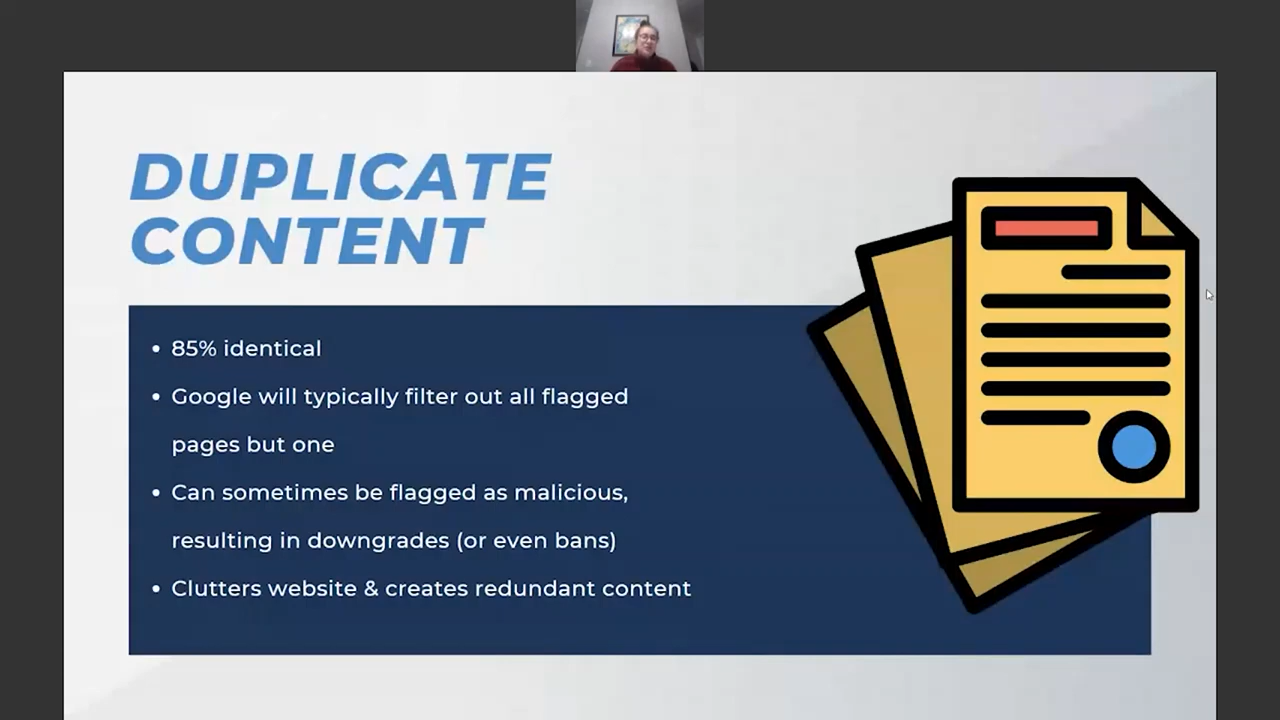 DUPLICATE
CONTENT
• 85% identical
• Google will typically filter out all flagged
pages but one
• Can sometimes be flagged as malicious,
resulting in downgrades (or even bans)
• Clutters website & creates redundant content